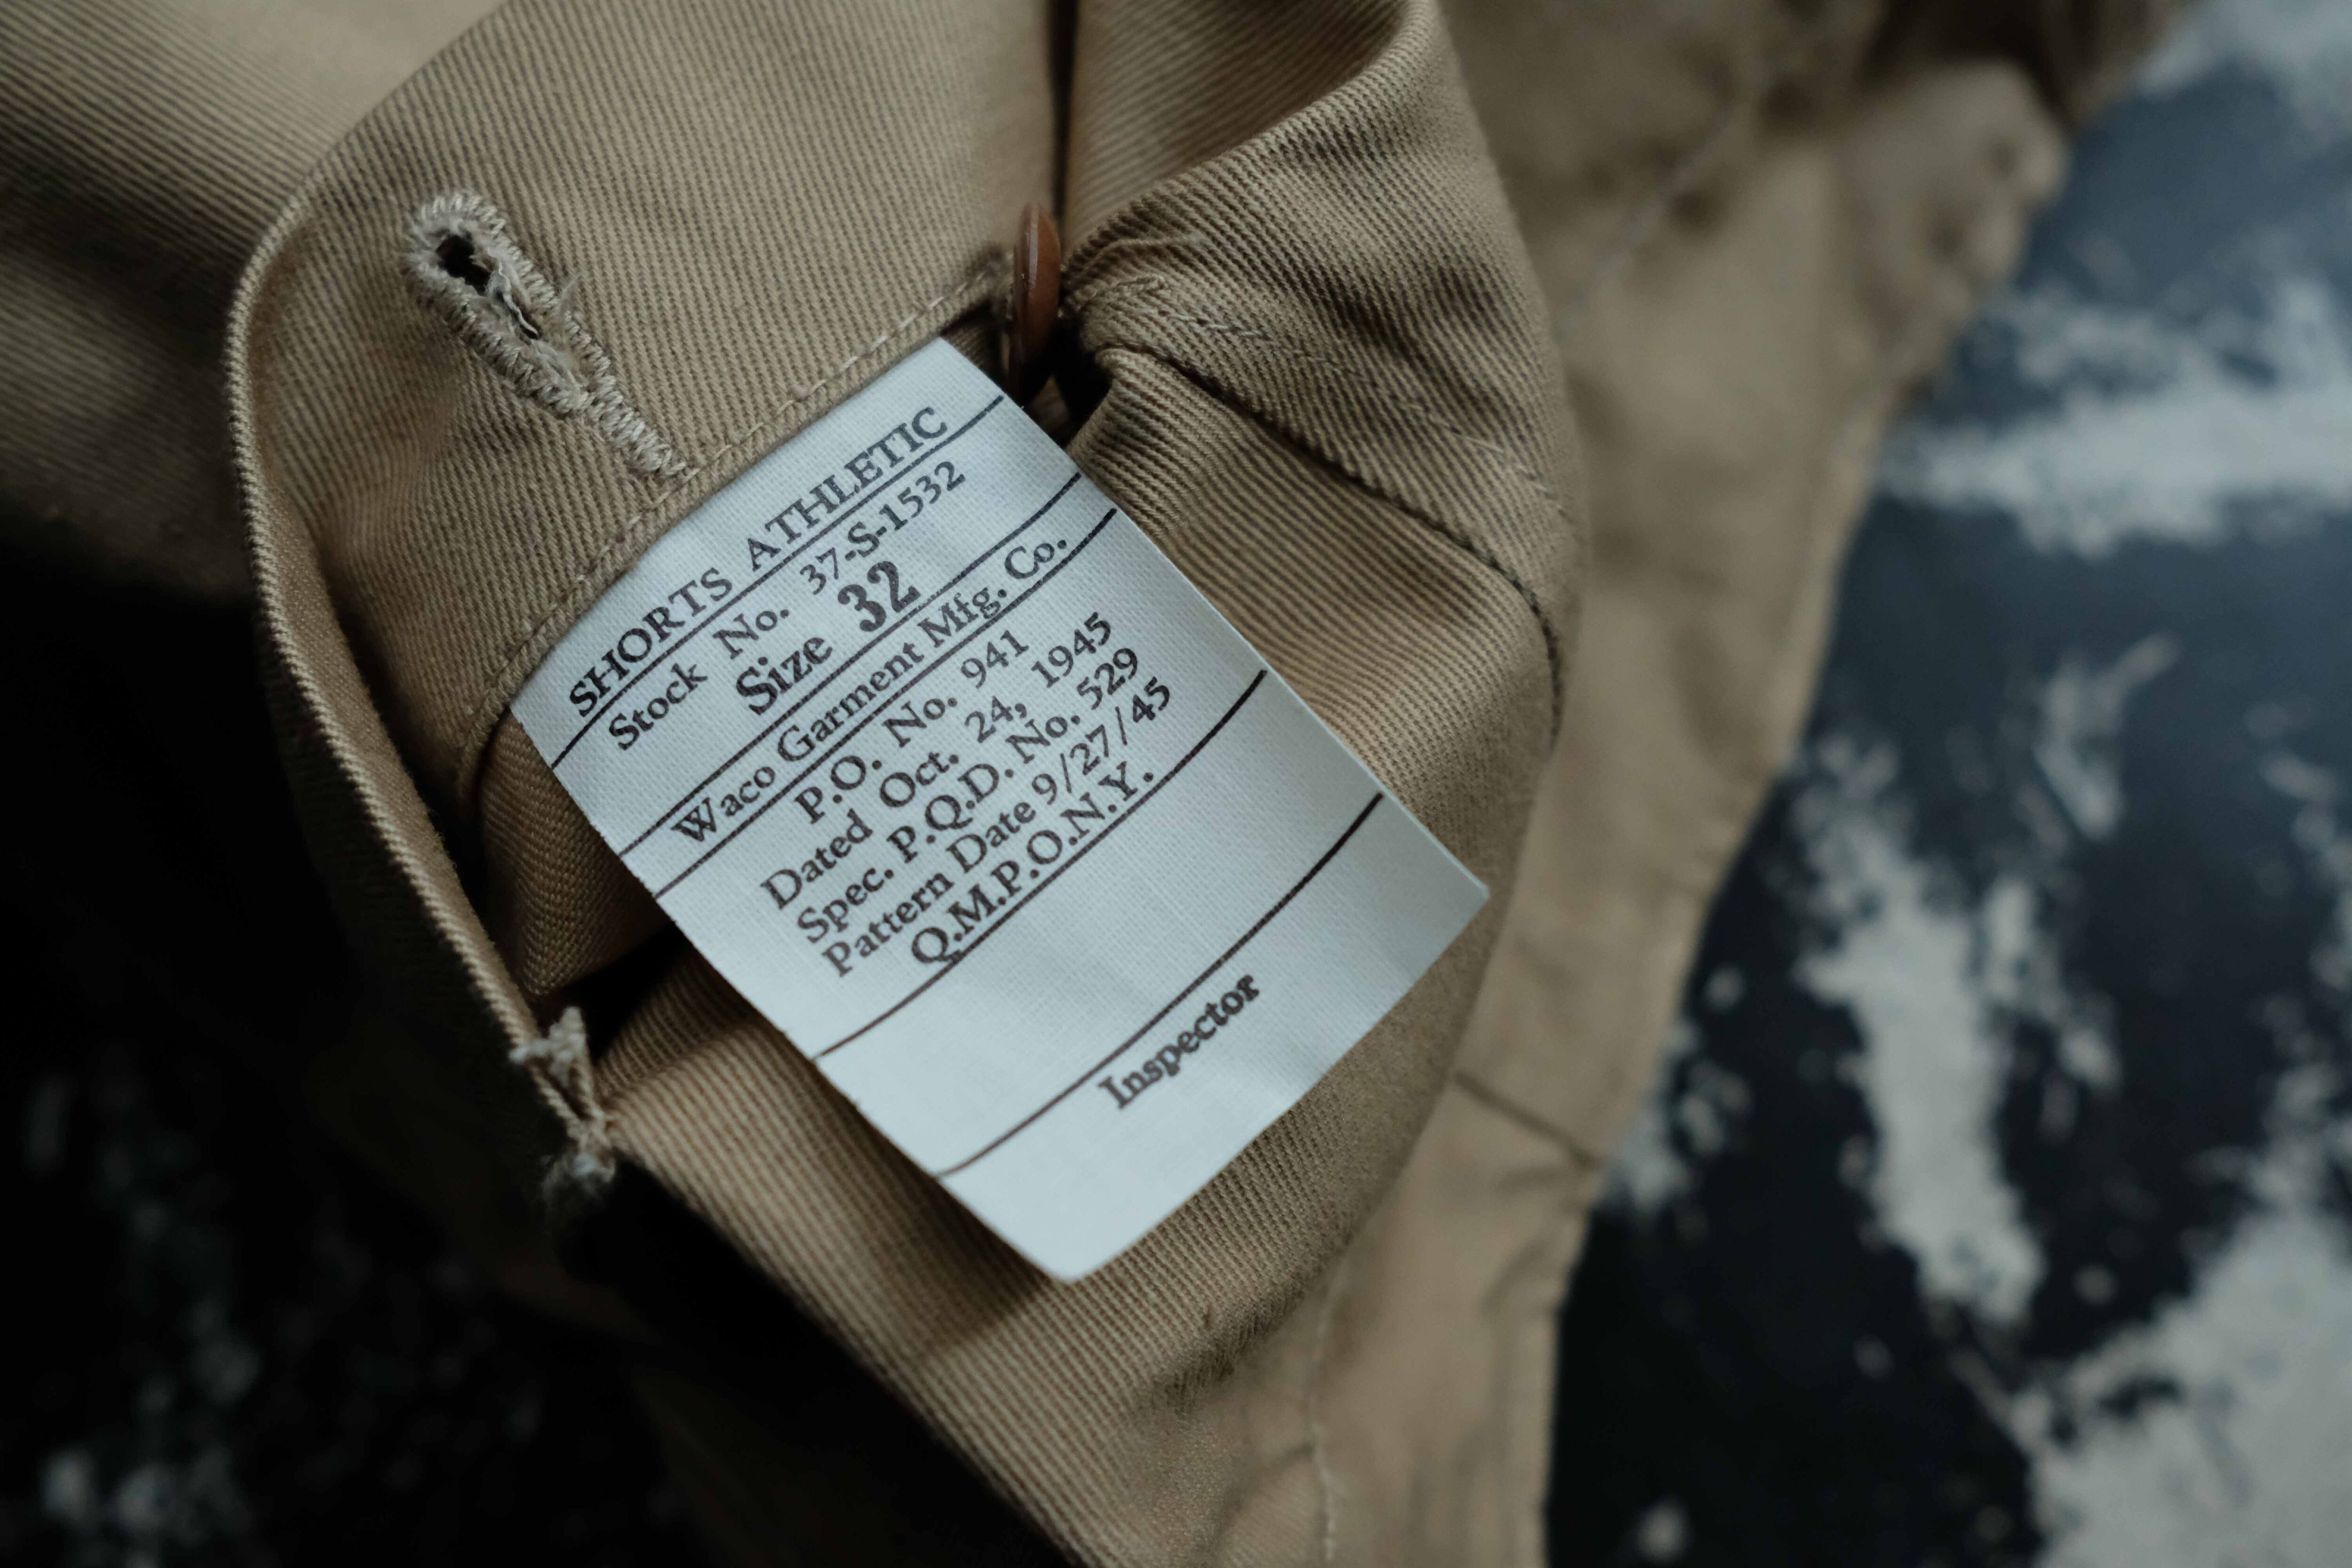 SHORTS ATHLETIC
Stock No. 37-S-1532
Size 32
Waco Garment Mfg. Co.
P.O. No. 941
Dated Oct. 24, 1945
Spec. P.Q.D. No. 529
Pattern Date 9/27/45
Q.M.P.O.N.Y.
Inspector